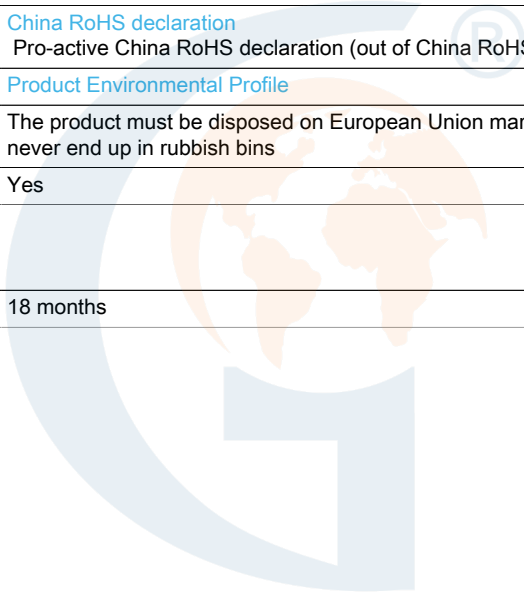 China RoHS declaration
Pro-active China RoHS declaration (out of China RoHS
Product Environmental Profile
The product must be disposed on European Union mar
never end up in rubbish bins
Yes
18 months
®